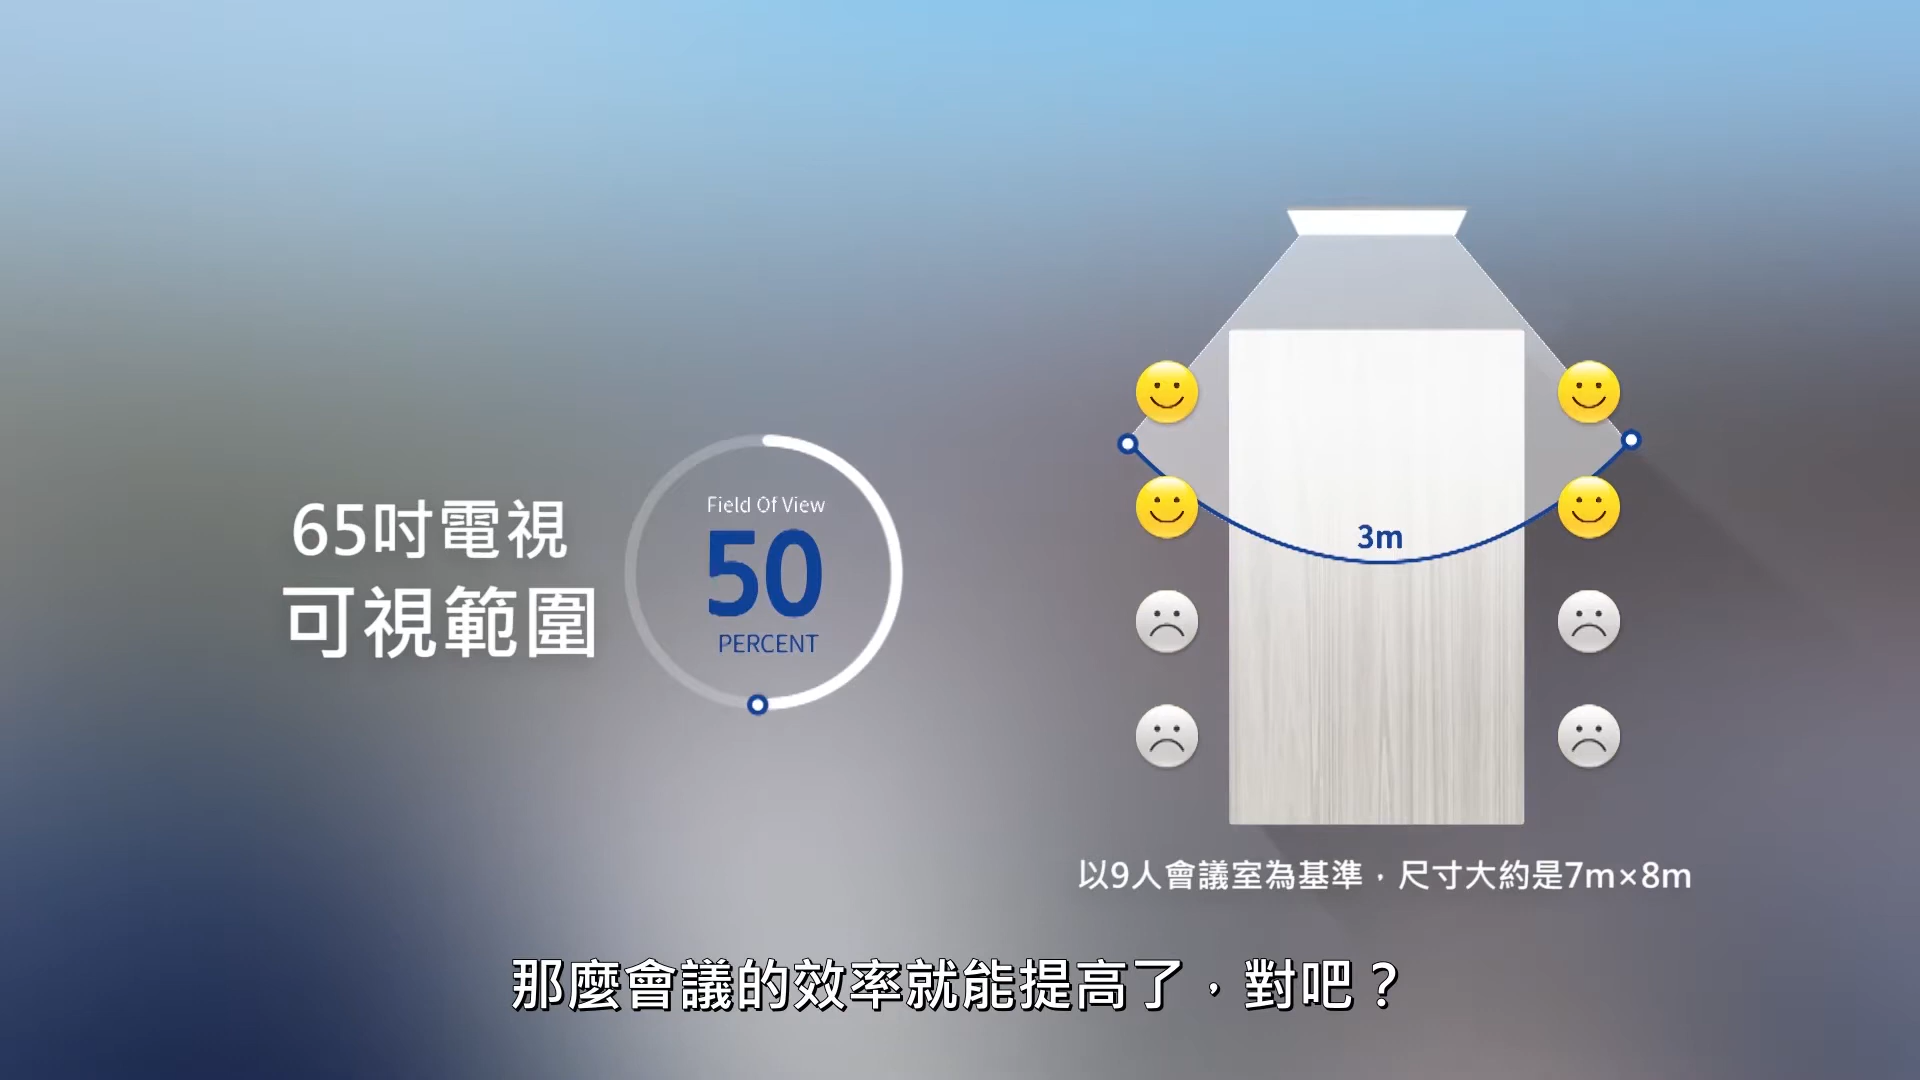 65吋電視
可視範圍
Field Of View
50
PERCENT
3m
以9人會議室為基準，尺寸大約是7m×8m
那麼會議的效率就能提高了，對吧？